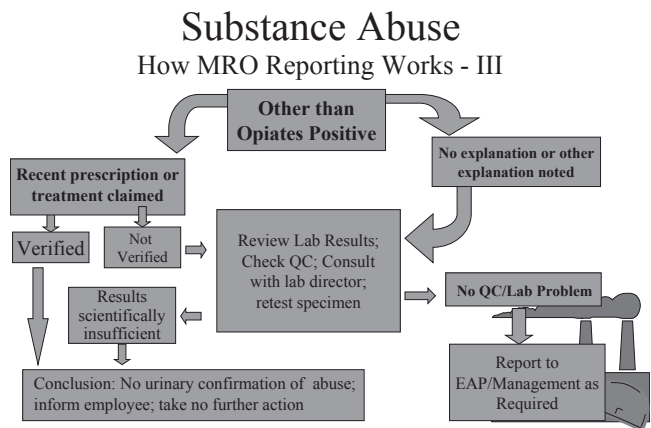 Substance Abuse
How MRO Reporting Works - III
Other than
Opiates Positive
Recent prescription or
treatment claimed
No explanation or other
explanation noted
Verified
Not
Verified
Review Lab Results;
Check QC; Consult
with lab director;
retest specimen
No QC/Lab Problem
Results
scientifically
insufficient
Report to
EAP/Management as
Required
Conclusion: No urinary confirmation of abuse;
inform employee; take no further action